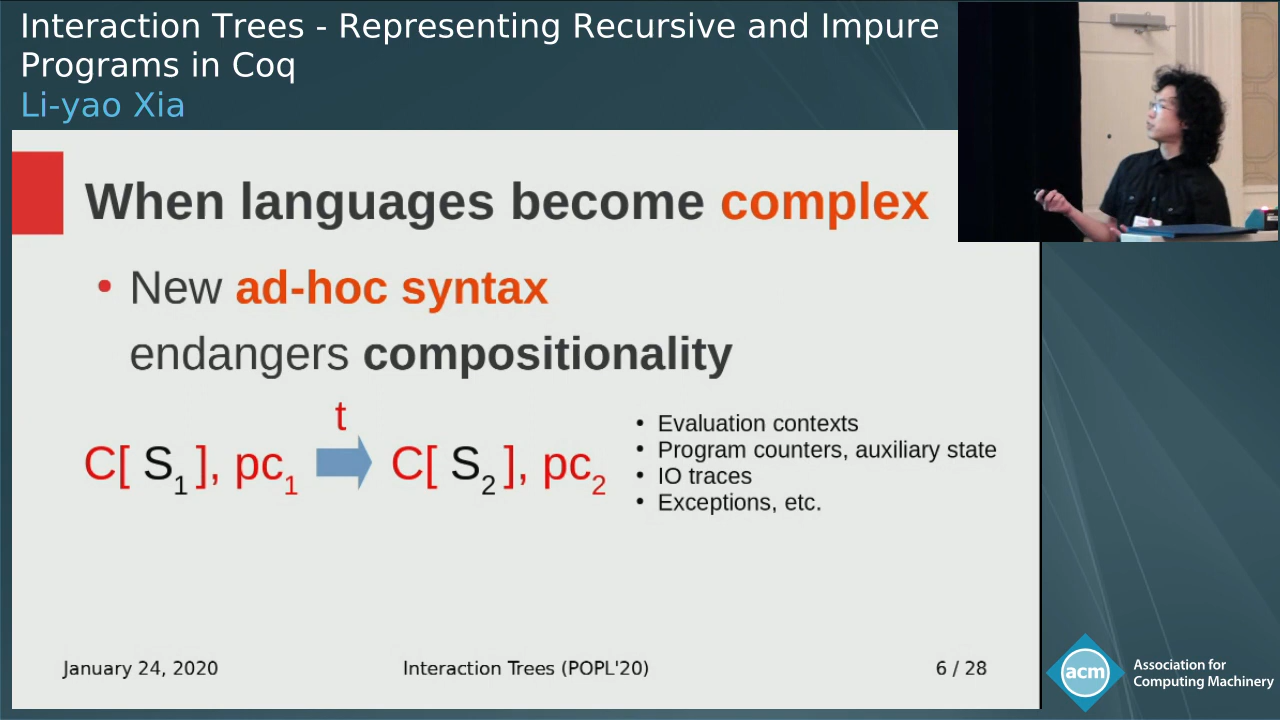 Interaction Trees - Representing Recursive and Impure
Programs in Coq
Li-yao Xia
When languages become complex
• New ad-hoc syntax
endangers compositionality
t
C[ S1 ], pc1 C[ S2 ], pc2
• Evaluation contexts
• Program counters, auxiliary state
• IO traces
• Exceptions, etc.
January 24, 2020 Interaction Trees (POPL'20) 6 / 28
acm Association for
Computing Machinery